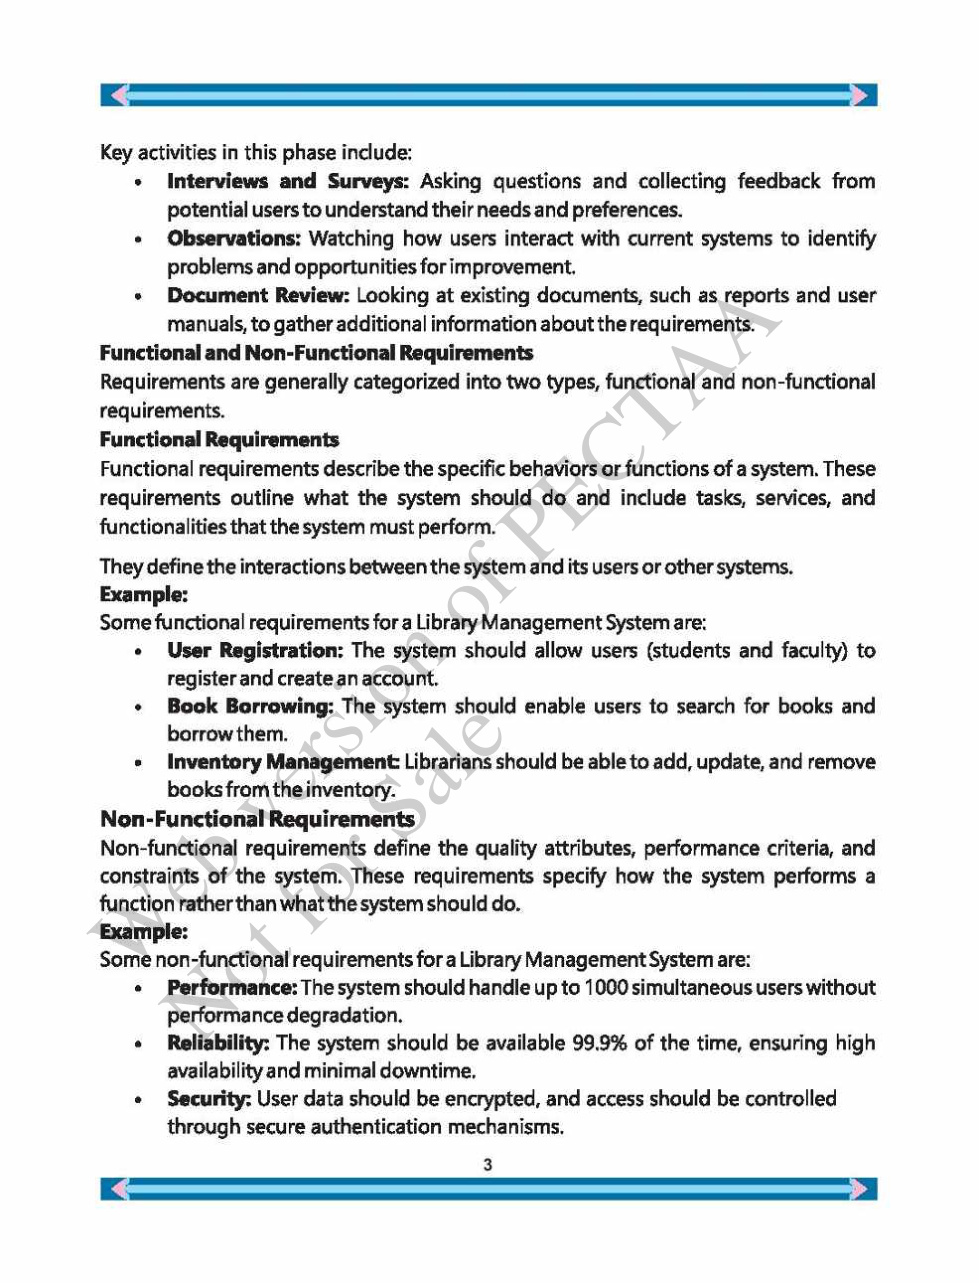 Key activities in this phase include:
• Interviews and Surveys: Asking questions and collecting feedback from
potential users to understand their needs and preferences.
• Observations: Watching how users interact with current systems to identify
problems and opportunities for improvement.
• Document Review: Looking at existing documents, such as reports and user
manuals, to gather additional information about the requirements.
Functional and Non-Functional Requirements
Requirements are generally categorized into two types, functional and non-functional
requirements.
Functional Requirements
Functional requirements describe the specific behaviors or functions of a system. These
requirements outline what the system should do and include tasks, services, and
functionalities that the system must perform.
They define the interactions between the system and its users or other systems.
Example:
Some functional requirements for a Library Management System are:
• User Registration: The system should allow users (students and faculty) to
register and create an account.
• Book Borrowing: The system should enable users to search for books and
borrow them.
• Inventory Management: Librarians should be able to add, update, and remove
books from the inventory.
Non-Functional Requirements
Non-functional requirements define the quality attributes, performance criteria, and
constraints of the system. These requirements specify how the system performs a
function rather than what the system should do.
Example:
Some non-functional requirements for a Library Management System are:
• Performance: The system should handle up to 1000 simultaneous users without
performance degradation.
• Reliability: The system should be available 99.9% of the time, ensuring high
availability and minimal downtime.
• Security: User data should be encrypted, and access should be controlled
through secure authentication mechanisms.
3
Web version of PECTAA
Not for Sale